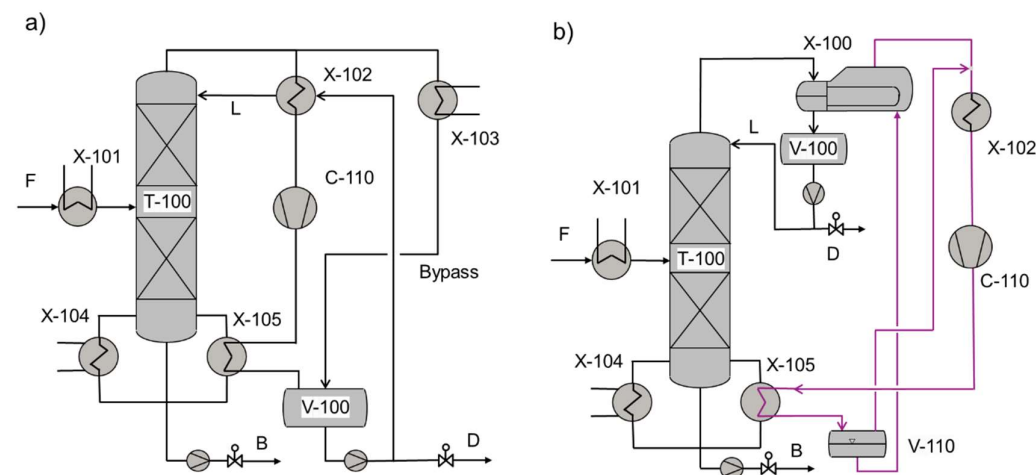 a)
X-102
L
X-103
X-101
F
T-100
C-110
Bypass
X-104
X-105
V-100
B
D
b)
X-100
L
V-100
X-102
X-101
F
T-100
D
C-110
X-104
X-105
B
V-110